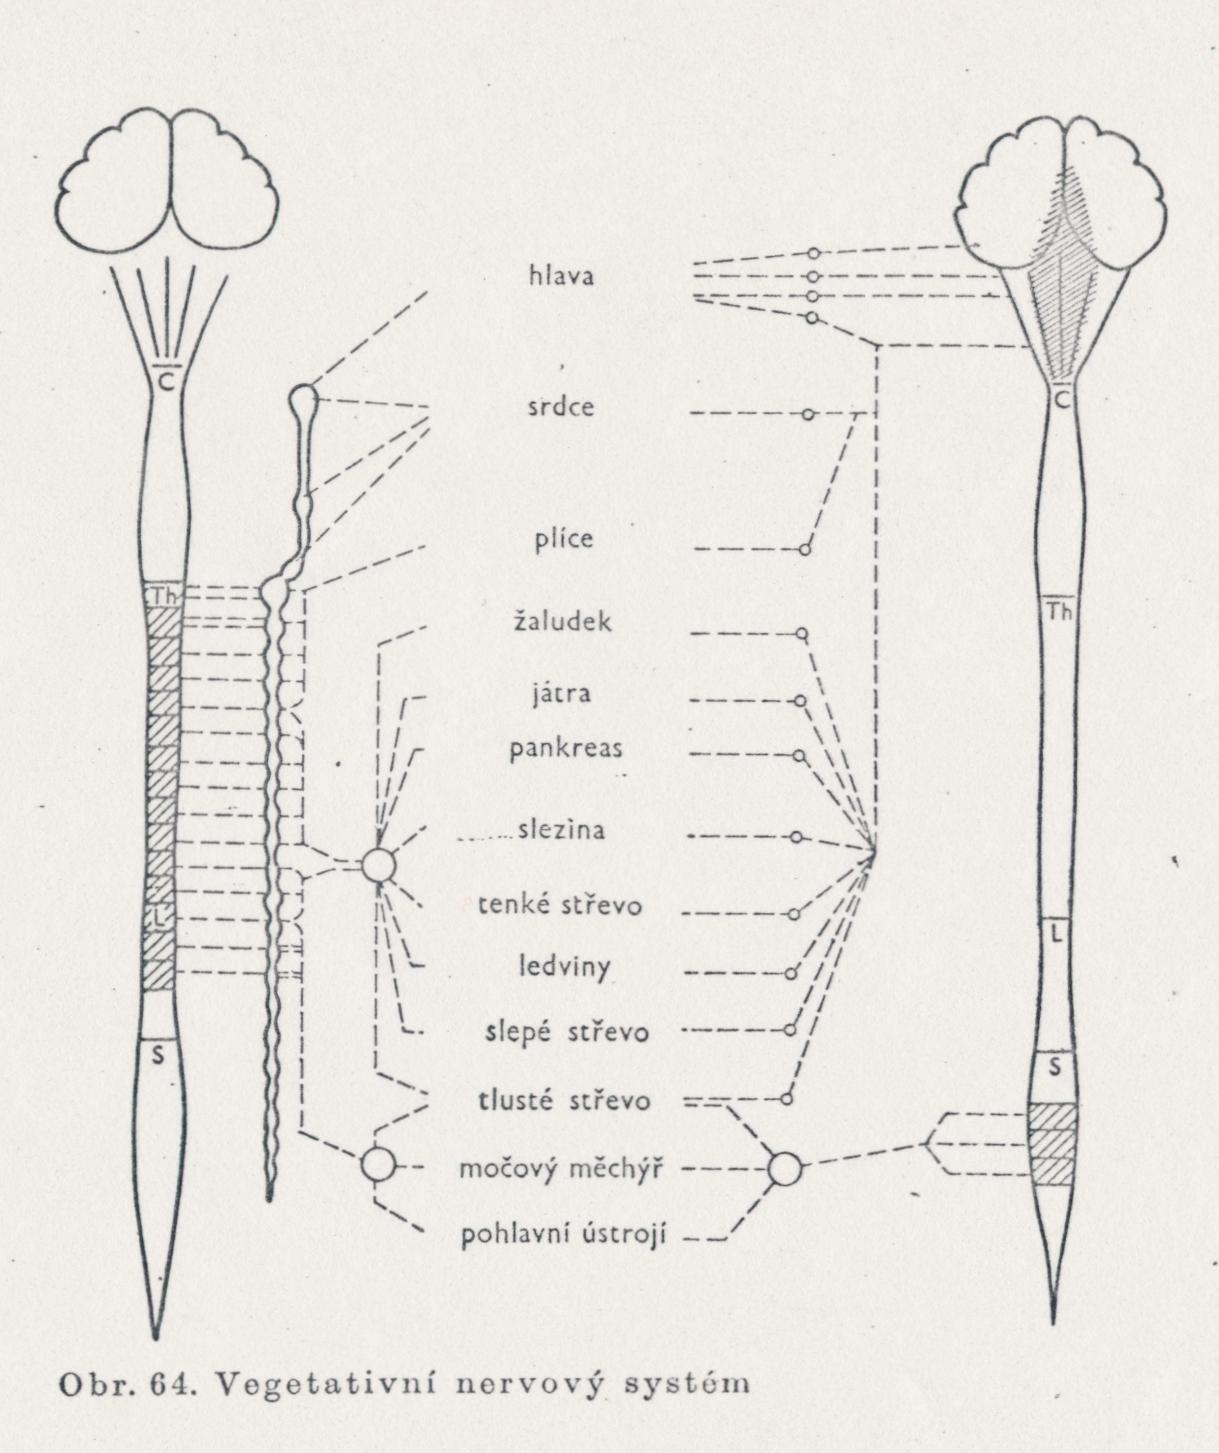 hlava
srdce
plíce
žaludek
játra
pankreas
slezina
tenké střevo
ledviny
slepé střevo
tlusté střevo
močový měchýř
pohlavní ústrojí
C
Th
L
S
C
Th
L
S
Obr. 64. Vegetativní nervový systém